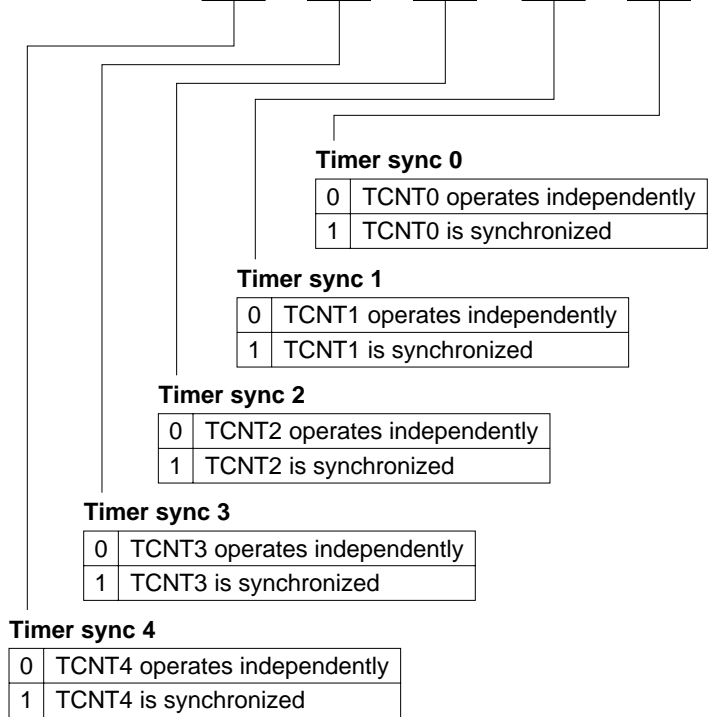 Timer sync 0
0 TCNT0 operates independently
1 TCNT0 is synchronized
Timer sync 1
0 TCNT1 operates independently
1 TCNT1 is synchronized
Timer sync 2
0 TCNT2 operates independently
1 TCNT2 is synchronized
Timer sync 3
0 TCNT3 operates independently
1 TCNT3 is synchronized
Timer sync 4
0 TCNT4 operates independently
1 TCNT4 is synchronized